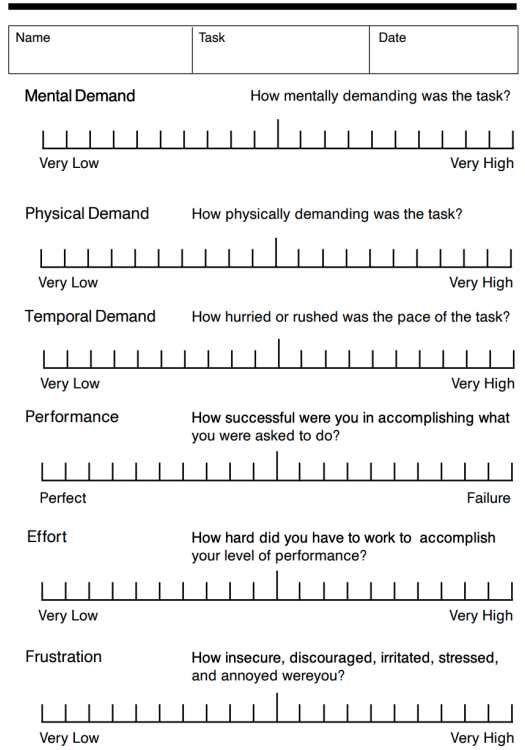 Name Task Date
Mental Demand How mentally demanding was the task?
Very Low Very High
Physical Demand How physically demanding was the task?
Very Low Very High
Temporal Demand How hurried or rushed was the pace of the task?
Very Low Very High
Performance How successful were you in accomplishing what
you were asked to do?
Perfect Failure
Effort How hard did you have to work to accomplish
your level of performance?
Very Low Very High
Frustration How insecure, discouraged, irritated, stressed,
and annoyed wereyou?
Very Low Very High